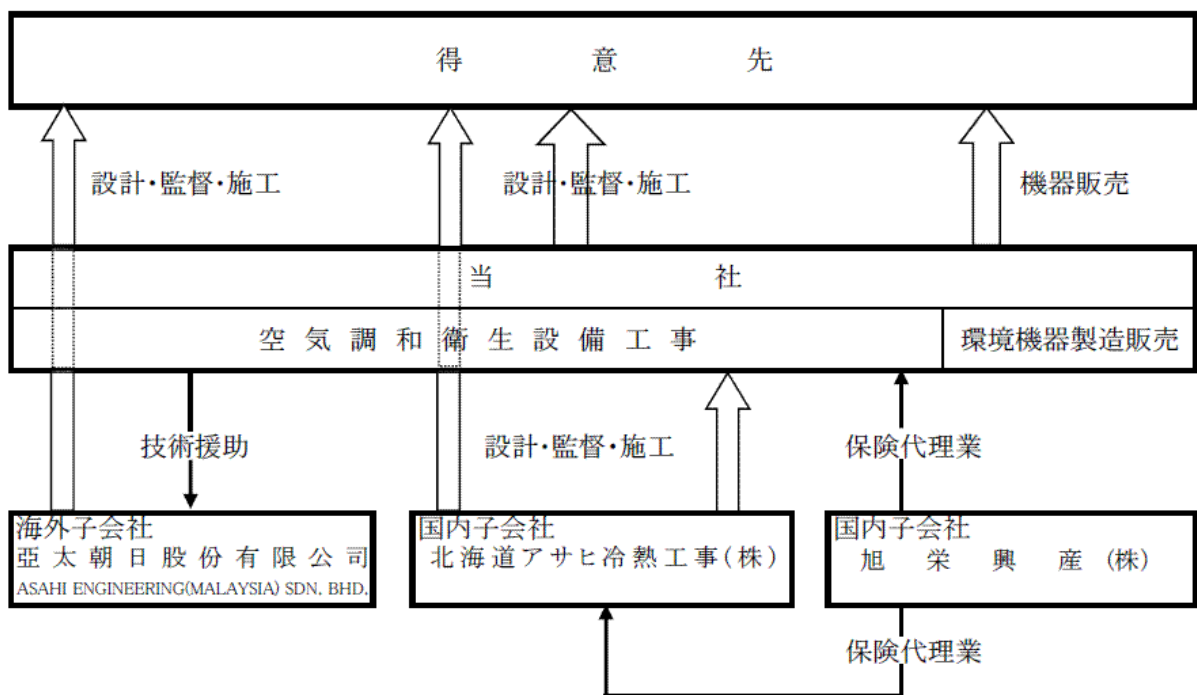 得意先
設計・監督・施工
設計・監督・施工
機器販売
当社
空気調和衛生設備工事
環境機器製造販売
技術援助
設計・監督・施工
保険代理業
海外子会社
亞太朝日股份有限公司
ASAHI ENGINEERING(MALAYSIA) SDN. BHD.
国内子会社
北海道アサヒ冷熱工事(株)
国内子会社
旭栄興産(株)
保険代理業